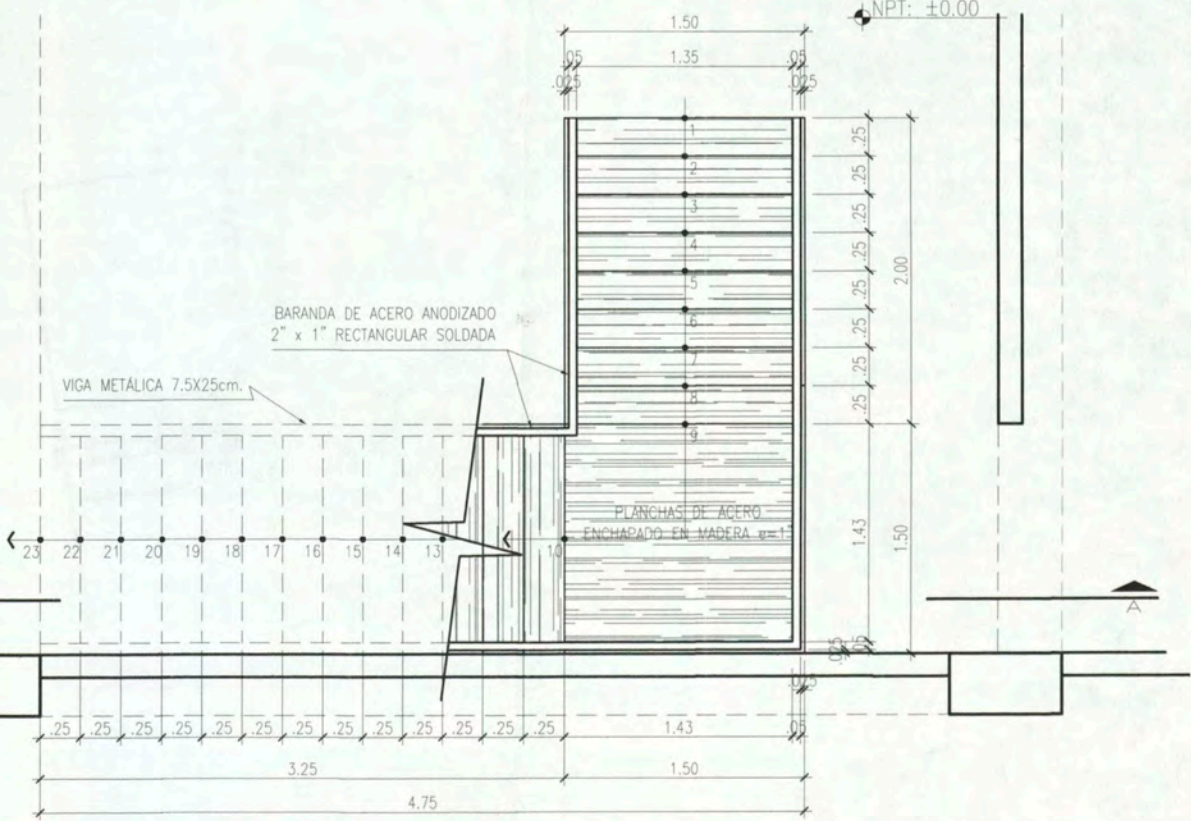 NPT: ±0.00
1.50
.05 1.35 .05
.025 .025
1
2
3
4
5
6
7
8
9
.25
.25
.25
.25
.25
.25
.25
.25
2.00
BARANDA DE ACERO ANODIZADO
2" x 1" RECTANGULAR SOLDADA
VIGA METÁLICA 7.5X25cm.
PLANCHAS DE ACERO
ENCHAPADO EN MADERA e=1"
23 22 21 20 19 18 17 16 15 14 13 10
1.43
1.50
A
.025
.05
.025
.25 .25 .25 .25 .25 .25 .25 .25 .25 .25 .25 .25 .25 1.43 .05
3.25 1.50
4.75